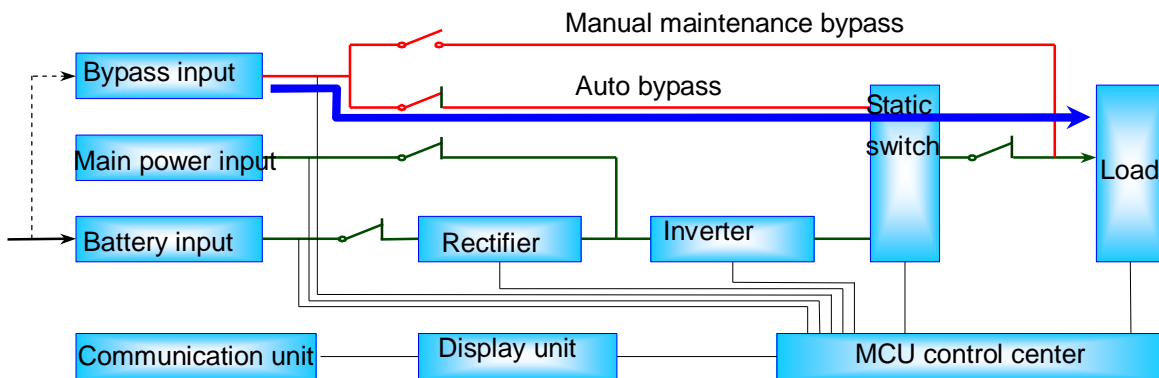 Manual maintenance bypass
Bypass input
Auto bypass
Static
switch
Main power input
Load
Battery input
Rectifier
Inverter
Communication unit
Display unit
MCU control center